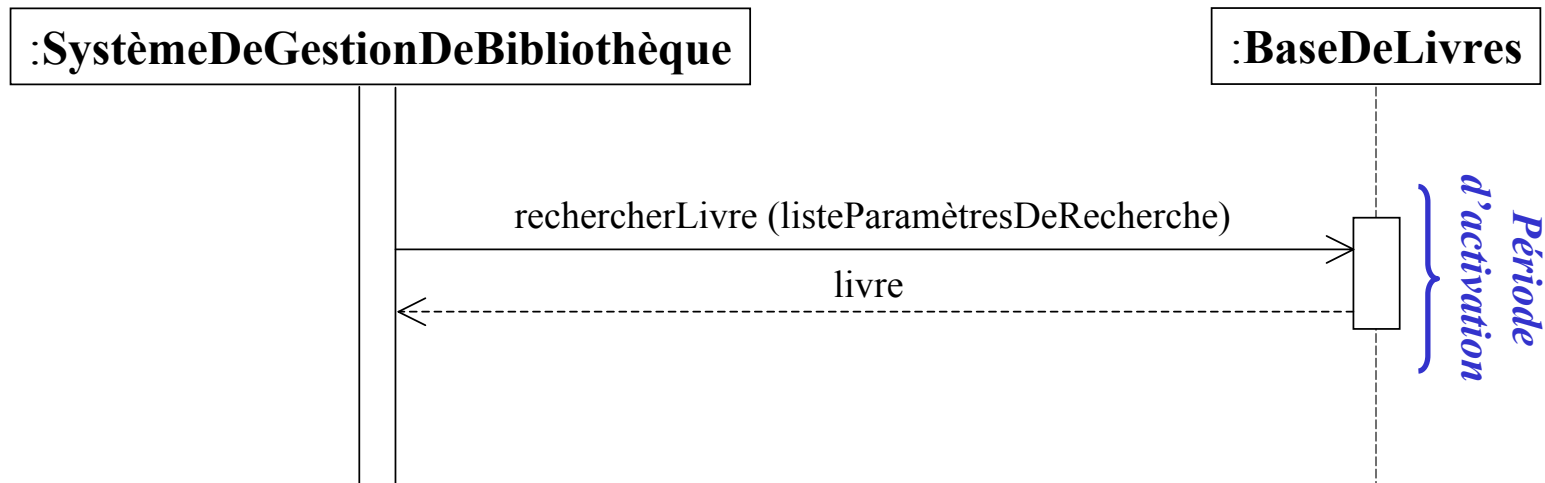 :SystèmeDeGestionDeBibliothèque
:BaseDeLivres
rechercherLivre (listeParamètresDeRecherche)
livre
Période
d’activation